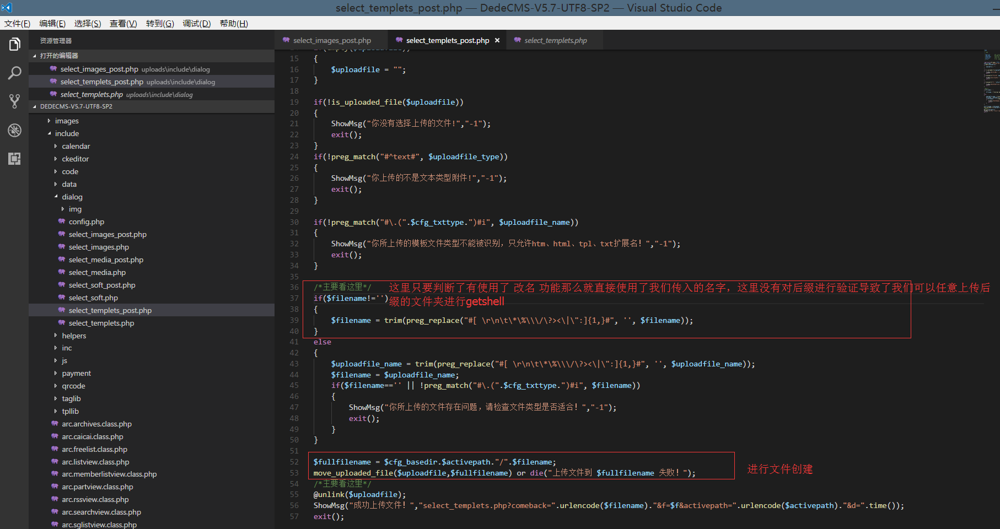 select_templets_post.php — DedeCMS-V5.7-UTF8-SP2 — Visual Studio Code
文件(F) 编辑(E) 选择(S) 查看(V) 转到(G) 调试(D) 帮助(H)
资源管理器
打开的编辑器
select_images_post.php uploads\include\dialog
select_templets_post.php uploads\include\dialog
select_templets.php uploads\include\dialog
DEDECMS-V5.7-UTF8-SP2
images
include
calendar
ckeditor
code
data
dialog
img
config.php
select_images_post.php
select_images.php
select_media_post.php
select_media.php
select_soft_post.php
select_soft.php
select_templets_post.php
select_templets.php
helpers
inc
js
payment
qrcode
taglib
tpllib
arc.archives.class.php
arc.caicai.class.php
arc.freelist.class.php
arc.listview.class.php
arc.memberlistview.class.php
arc.partview.class.php
arc.rssview.class.php
arc.searchview.class.php
arc.sglistview.class.php
select_images_post.php select_templets_post.php × select_templets.php
15 {
16 $uploadfile = "";
17 }
18
19 if(!is_uploaded_file($uploadfile))
20 {
21 ShowMsg("你没有选择上传的文件!","-1");
22 exit();
23 }
24 if(!preg_match("#^text#", $uploadfile_type))
25 {
26 ShowMsg("你上传的不是文本类型附件!","-1");
27 exit();
28 }
29
30 if(!preg_match("#\.(".$cfg_txttype.")#i", $uploadfile_name))
31 {
32 ShowMsg("你所上传的模板文件类型不能被识别，只允许htm、html、tpl、txt扩展名！","-1");
33 exit();
34 }
35
36 /*主要看这里*/ 这里只要判断了有使用了 改名 功能那么就直接使用了我们传入的名字，这里没有对后缀进行验证导致了我们可以任意上传后
37 if($filename!='') 缀的文件夹进行getshell
38 {
39 $filename = trim(preg_replace("#[ \r\n\t\*\%\\\/\?><\|\":]{1,}#", '', $filename));
40 }
41 else
42 {
43 $uploadfile_name = trim(preg_replace("#[ \r\n\t\*\%\\\/\?><\|\":]{1,}#", '', $uploadfile_name));
44 $filename = $uploadfile_name;
45 if($filename=='' || !preg_match("#\.(".$cfg_txttype.")#i", $filename))
46 {
47 ShowMsg("你所上传的文件存在问题，请检查文件类型是否适合！","-1");
48 exit();
49 }
50 }
51
52 $fullfilename = $cfg_basedir.$activepath."/".$filename;
53 move_uploaded_file($uploadfile,$fullfilename) or die("上传文件到 $fullfilename 失败！"); 进行文件创建
54 /*主要看这里*/
55 @unlink($uploadfile);
56 ShowMsg("成功上传文件！","select_templets.php?comeback=".urlencode($filename)."&f=$f&activepath=".urlencode($activepath)."&d=".time());
57 exit();